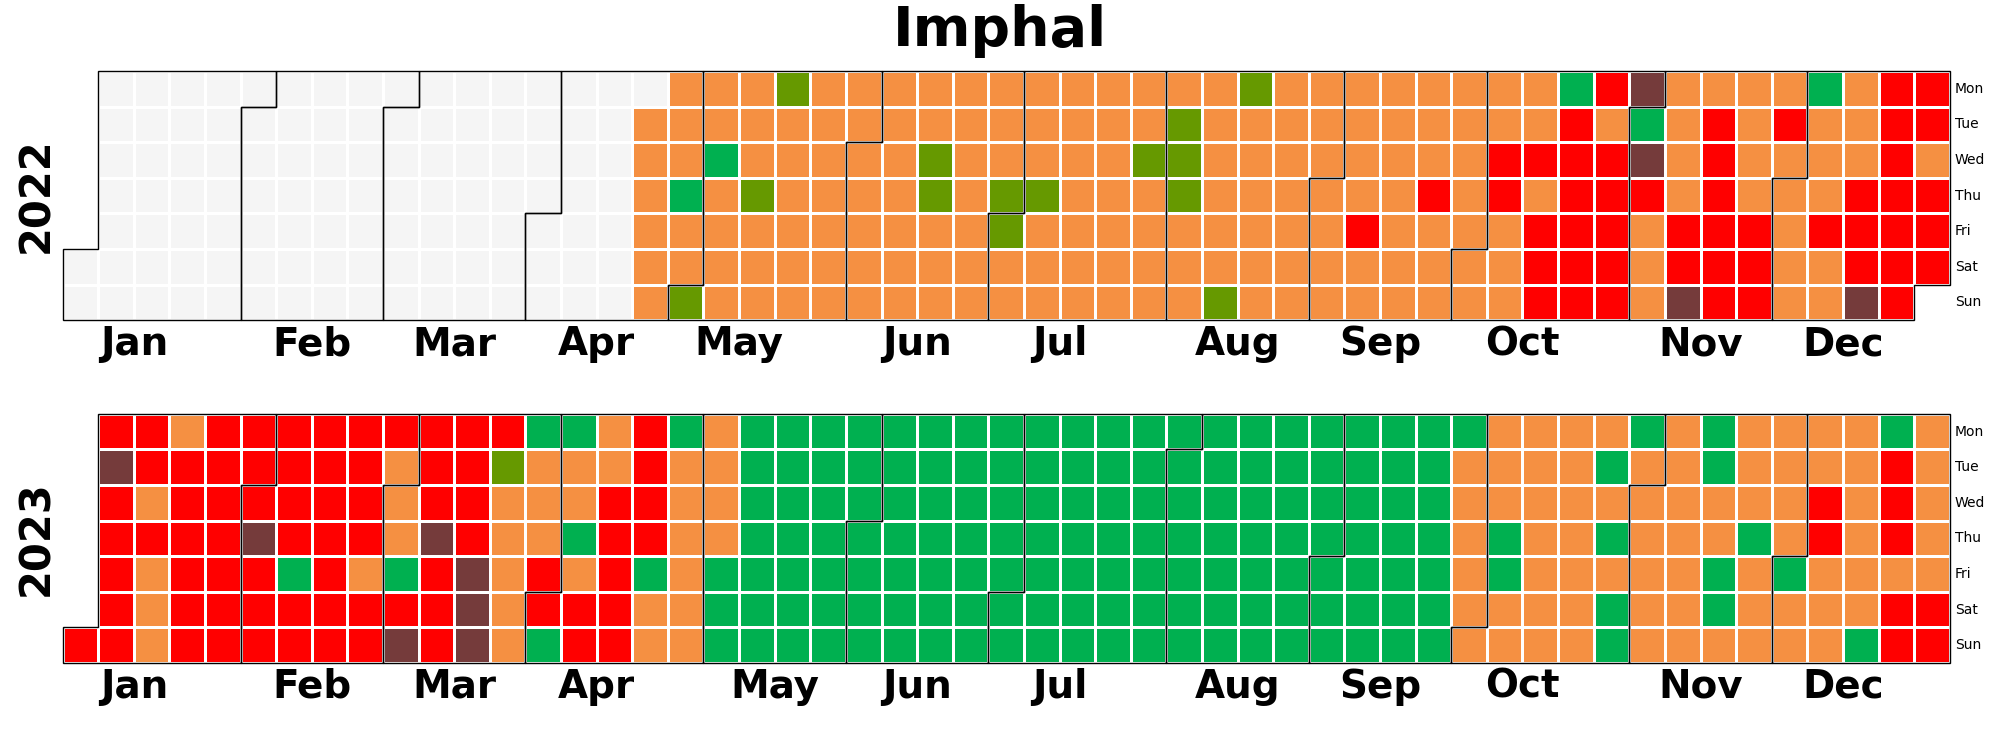 Imphal
2022
Mon
Tue
Wed
Thu
Fri
Sat
Sun
Jan Feb Mar Apr May Jun Jul Aug Sep Oct Nov Dec
2023
Mon
Tue
Wed
Thu
Fri
Sat
Sun
Jan Feb Mar Apr May Jun Jul Aug Sep Oct Nov Dec